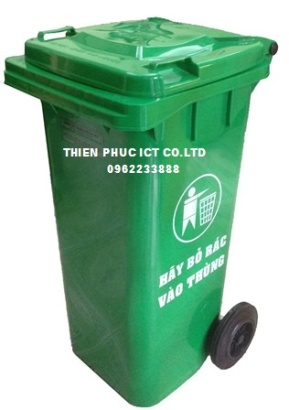 THIEN PHUC ICT CO.LTD
0962233888
HÃY BỎ RÁC
VÀO THÙNG